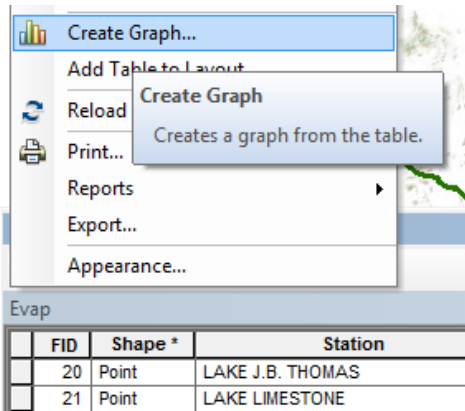 Create Graph...
Add Table to Layout
Create Graph
Reload
Creates a graph from the table.
Print...
Reports
Export...
Appearance...
Evap
FID Shape * Station
20 Point LAKE J.B. THOMAS
21 Point LAKE LIMESTONE